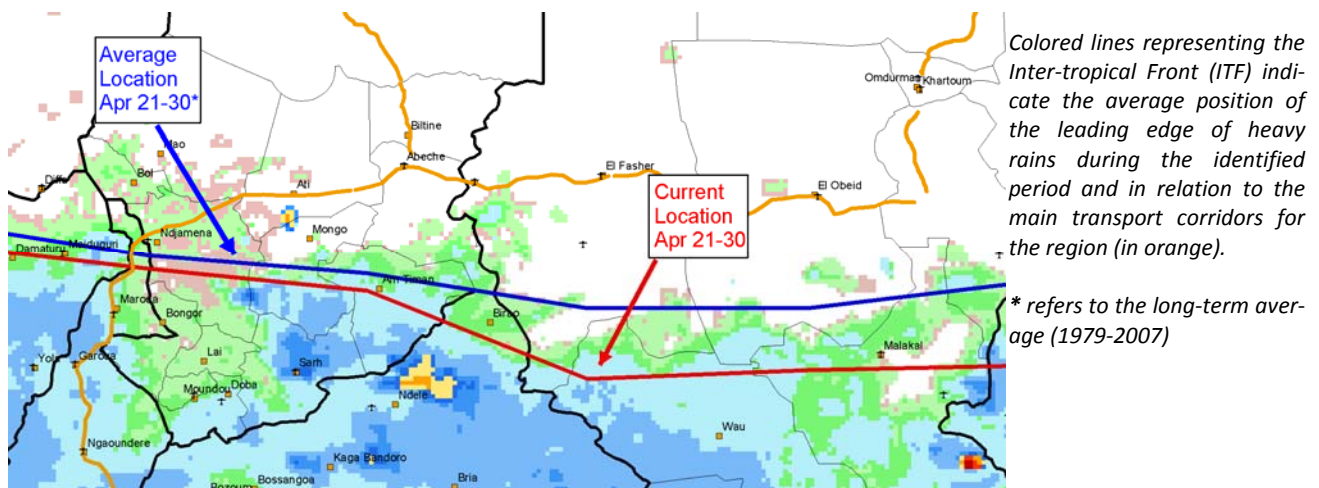 Average
Location
Apr 21-30*
Current
Location
Apr 21-30
Omdurman
Khartoum
Biltine
Abeche
Mao
Bol
Diffa
Ati
El Fasher
El Obeid
Mongo
Ndjamena
Damaturu
Maiduguri
Am Timan
Maroua
Bongor
Birao
Malakal
Yola
Garoua
Lai
Sarh
Moundou
Doba
Ndele
Wau
Ngaoundere
Kaga Bandoro
Bossangoa
Bozoum
Bria
Colored lines representing the
Inter-tropical Front (ITF) indi-
cate the average position of
the leading edge of heavy
rains during the identified
period and in relation to the
main transport corridors for
the region (in orange).
* refers to the long-term aver-
age (1979-2007)